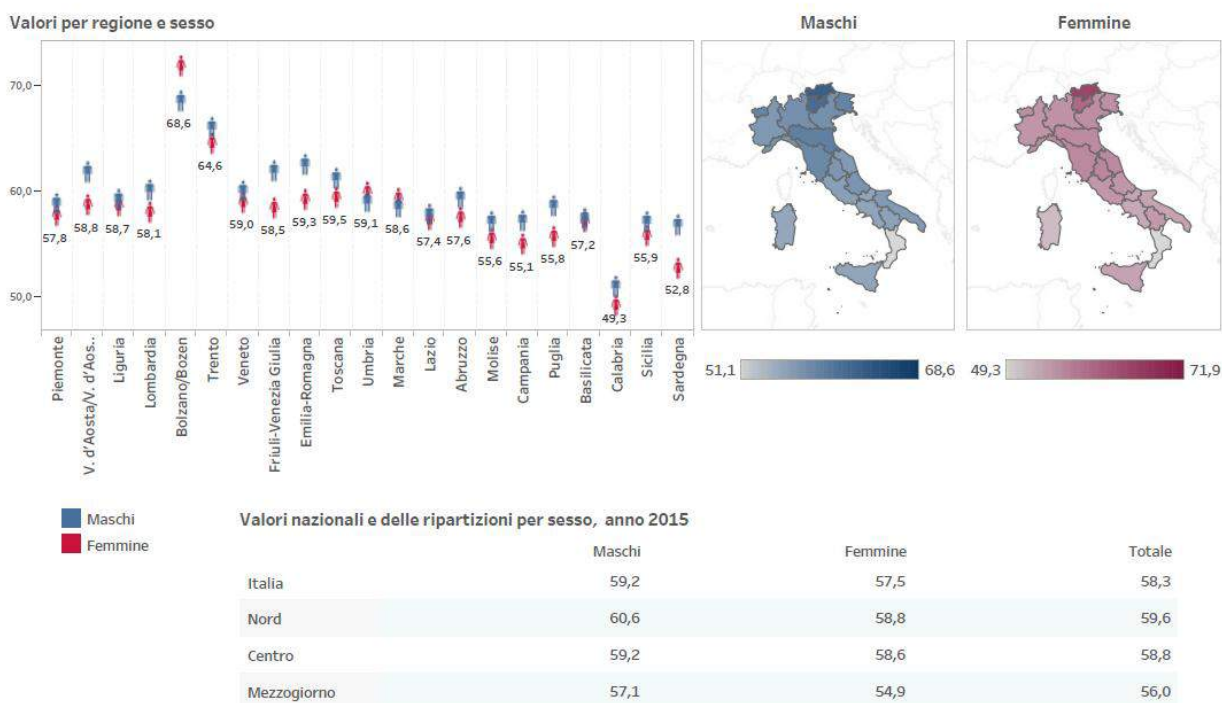 Valori per regione e sesso
Maschi
Femmine
70,0
60,0
50,0
57,8
58,8
58,7
58,1
68,6
64,6
59,0
58,5
59,3
59,5
59,1
58,6
57,4
57,6
55,6
55,1
55,8
57,2
49,3
55,9
52,8
Piemonte
V. d'Aosta/V. d'Aos..
Liguria
Lombardia
Bolzano/Bozen
Trento
Veneto
Friuli-Venezia Giulia
Emilia-Romagna
Toscana
Umbria
Marche
Lazio
Abruzzo
Molise
Campania
Puglia
Basilicata
Calabria
Sicilia
Sardegna
51,1 68,6
49,3 71,9
Maschi
Femmine
Valori nazionali e delle ripartizioni per sesso, anno 2015
Maschi Femmine Totale
Italia 59,2 57,5 58,3
Nord 60,6 58,8 59,6
Centro 59,2 58,6 58,8
Mezzogiorno 57,1 54,9 56,0